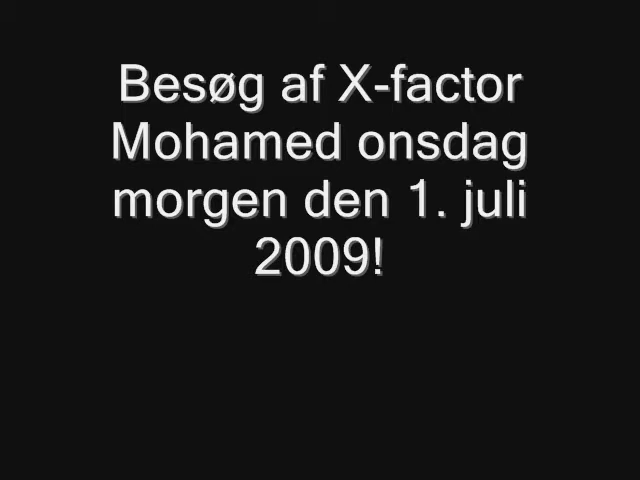 Besøg af X-factor
Mohamed onsdag
morgen den 1. juli
2009!